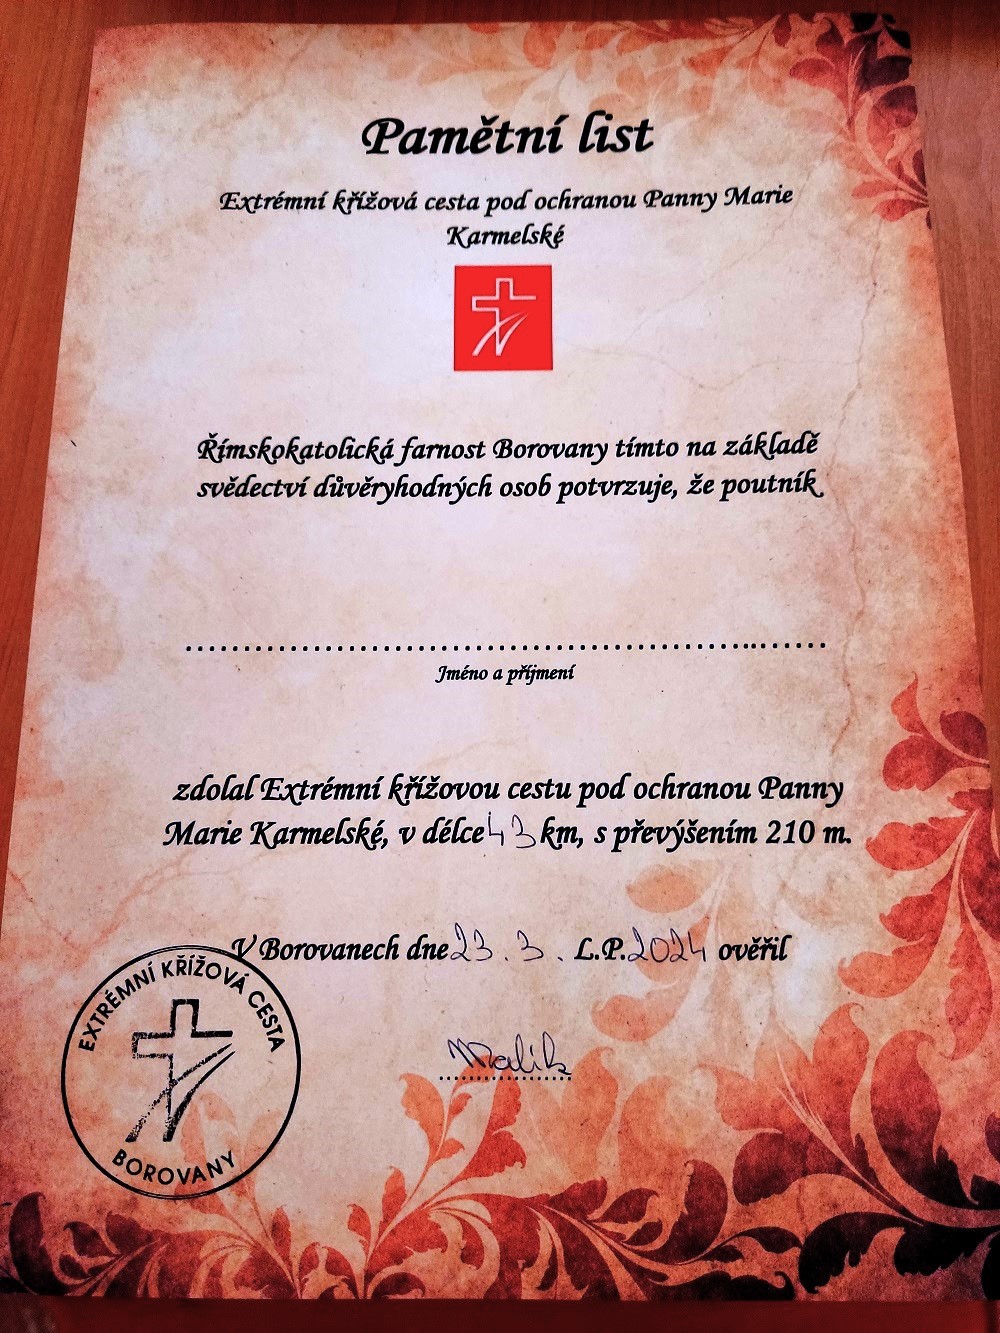 Pamětní list
Extrémní křížová cesta pod ochranou Panny Marie
Karmelské
Římskokatolická farnost Borovany tímto na základě
svědectví důvěryhodných osob potvrzuje, že poutník
..........................................................
Jméno a příjmení
zdolal Extrémní křížovou cestu pod ochranou Panny
Marie Karmelské, v délce 43 km, s převýšením 210 m.
V Borovanech dne 23. 3. L.P. 2024 ověřil
Malik
EXTRÉMNÍ KŘÍŽOVÁ CESTA
BOROVANY